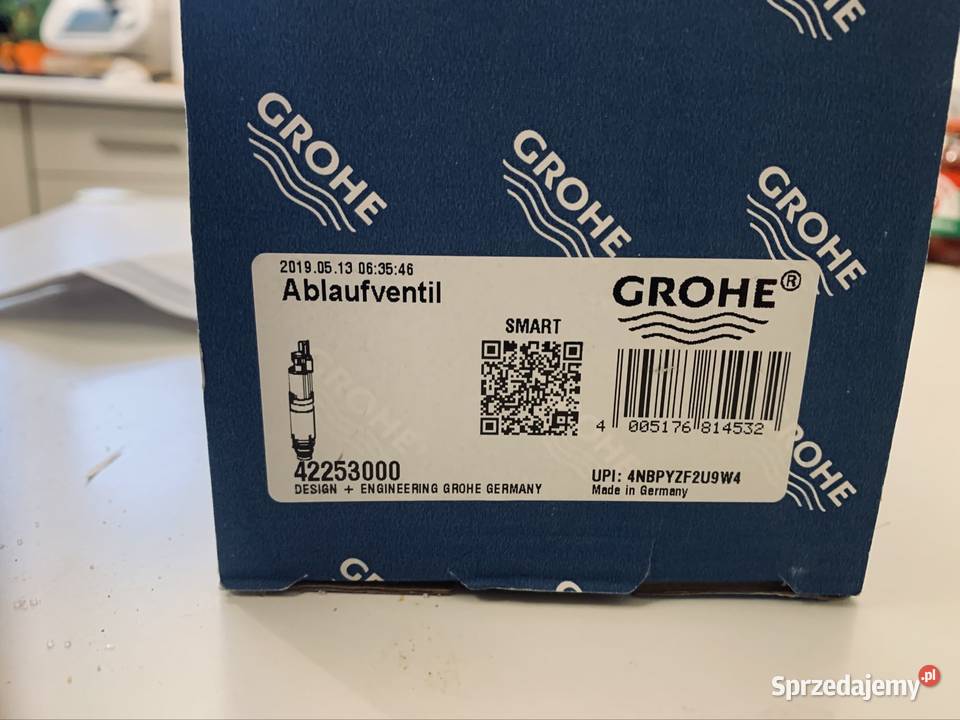 GROHE
GROHE
GROHE
2019.05.13 06:35:46
Ablaufventil
GROHE®
SMART
4 005176 814532
42253000
DESIGN + ENGINEERING GROHE GERMANY
UPI: 4NBPYZF2U9W4
Made in Germany
GROHE
Sprzedajemy.pl